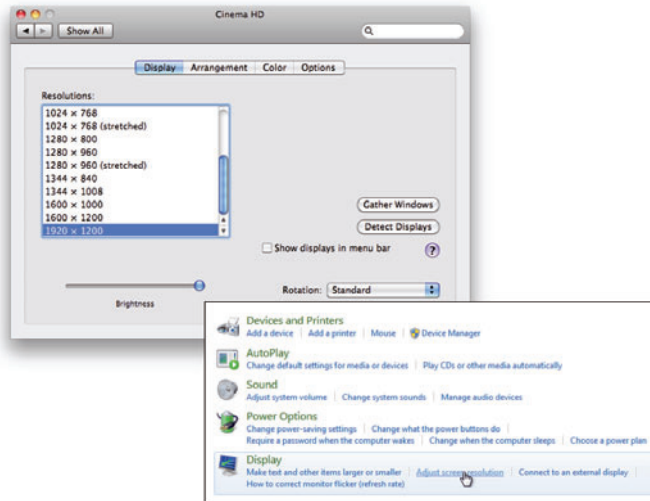 Cinema HD
Show All
Display Arrangement Color Options
Resolutions:
1024 × 768
1024 × 768 (stretched)
1280 × 800
1280 × 960
1280 × 960 (stretched)
1344 × 840
1344 × 1008
1600 × 1000
1600 × 1200
1920 × 1200
Gather Windows
Detect Displays
Show displays in menu bar ?
Brightness
Rotation: Standard
Devices and Printers
Add a device Add a printer Mouse Device Manager
AutoPlay
Change default settings for media or devices Play CDs or other media automatically
Sound
Adjust system volume Change system sounds Manage audio devices
Power Options
Change power-saving settings Change what the power buttons do
Require a password when the computer wakes Change when the computer sleeps Choose a power plan
Display
Make text and other items larger or smaller Adjust screen resolution Connect to an external display
How to correct monitor flicker (refresh rate)